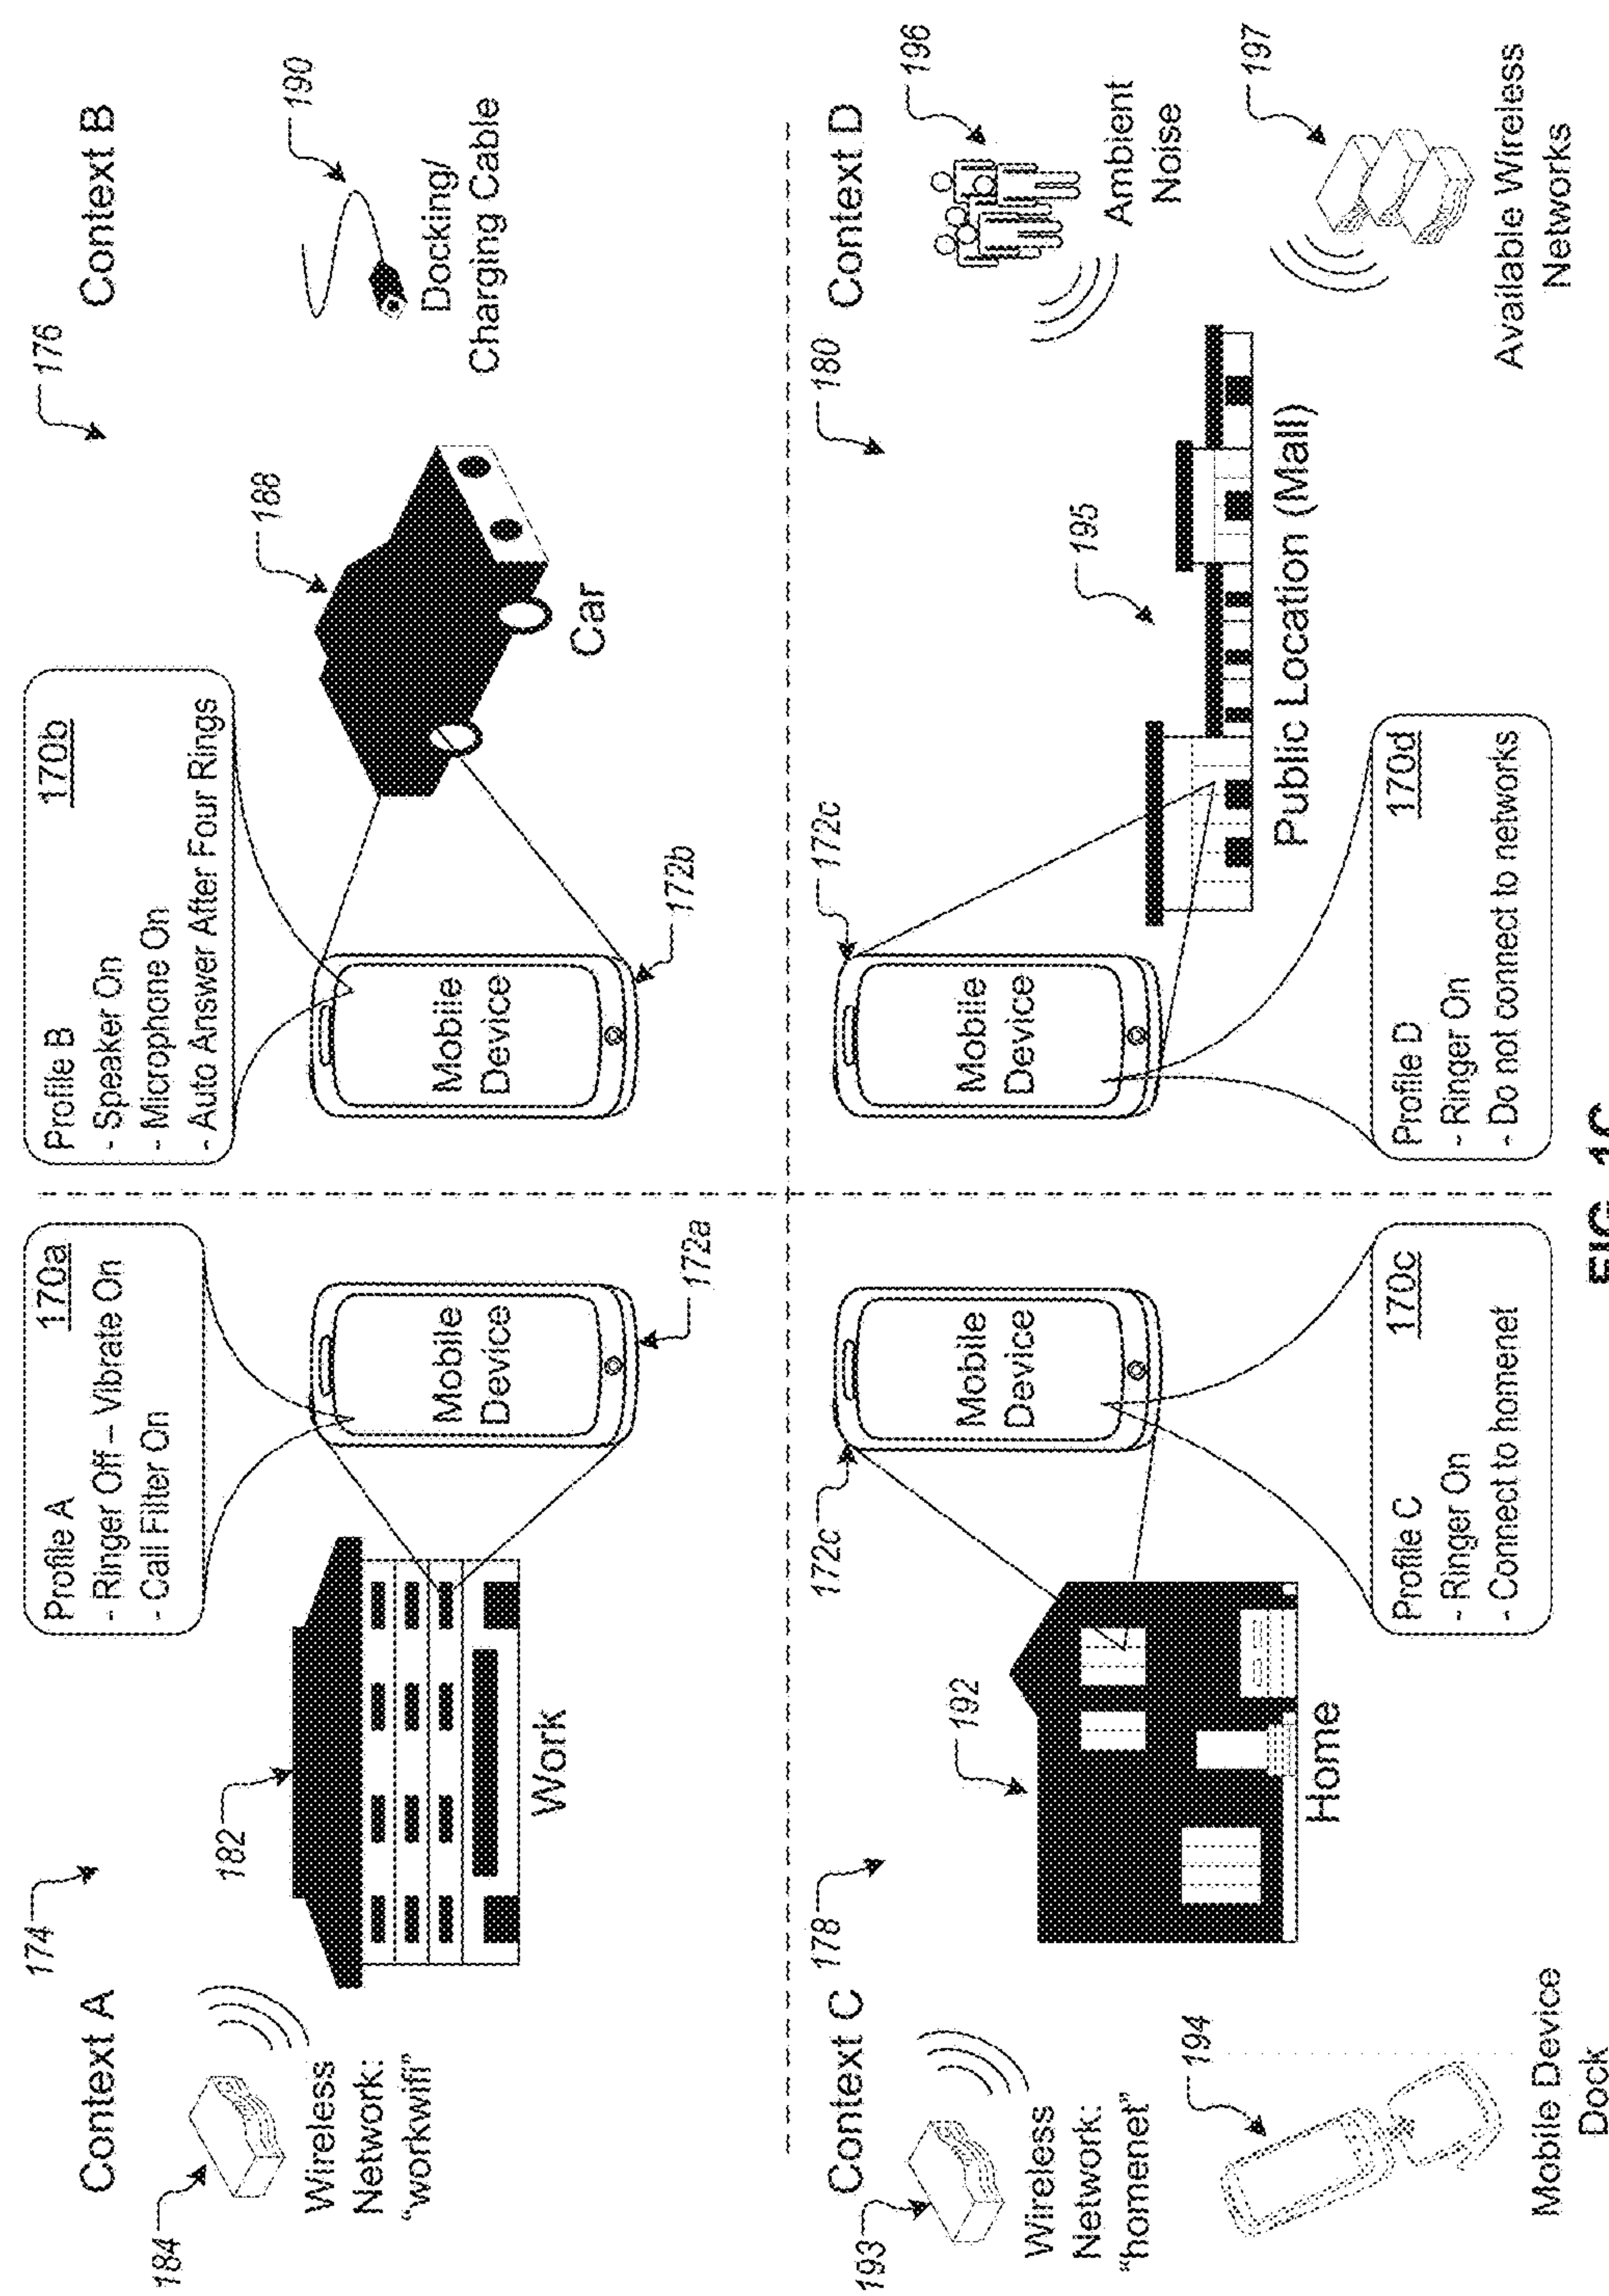 174
Context A
184
Wireless
Network:
"workwifi"
182
Work
Profile A
170a
- Ringer Off – Vibrate On
- Call Filter On
Mobile
Device
172a
176
Context B
Profile B
170b
- Speaker On
- Microphone On
- Auto Answer After Four Rings
Mobile
Device
172b
188
Car
190
Docking/
Charging Cable
Context C
178
193
Wireless
Network:
"homenet"
194
Mobile Device
Dock
192
Home
172c
Mobile
Device
Profile C
170c
- Ringer On
- Connect to homenet
180
Context D
172c
Mobile
Device
195
Public Location (Mall)
Profile D
170d
- Ringer On
- Do not connect to networks
196
Ambient
Noise
197
Available Wireless
Networks
FIG. 1C